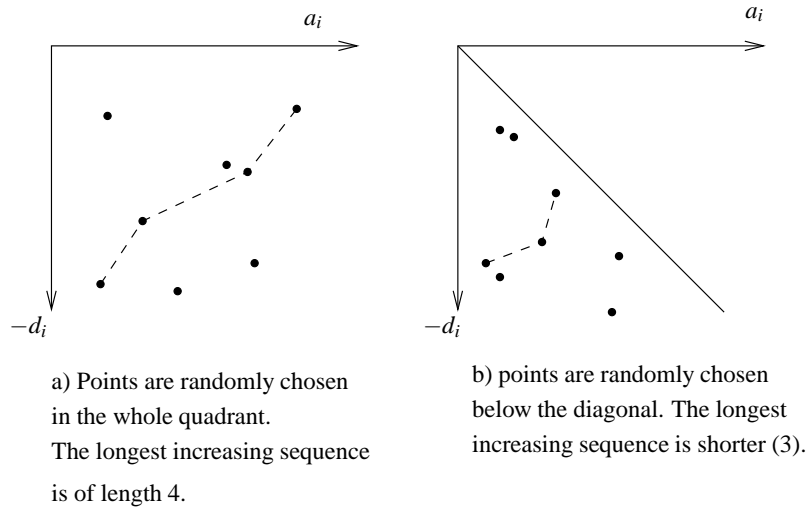 a_i
−d_i
a) Points are randomly chosen
in the whole quadrant.
The longest increasing sequence
is of length 4.
a_i
−d_i
b) points are randomly chosen
below the diagonal. The longest
increasing sequence is shorter (3).